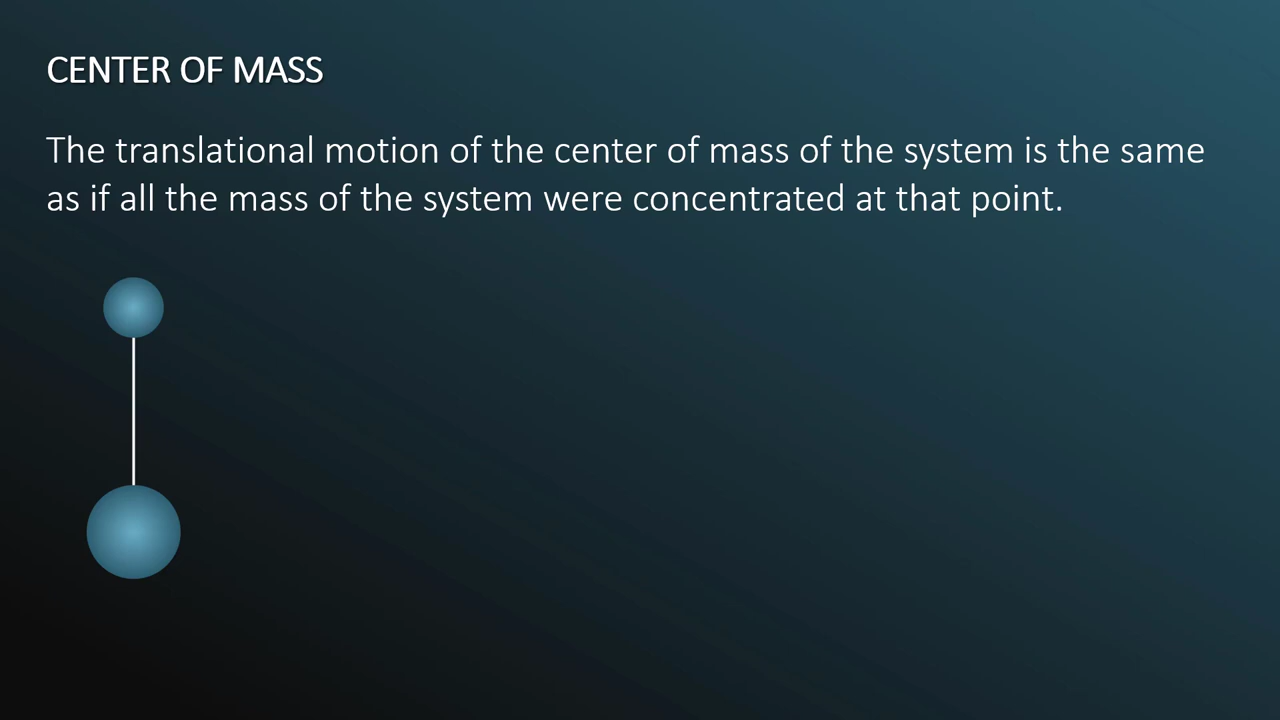 CENTER OF MASS
The translational motion of the center of mass of the system is the same
as if all the mass of the system were concentrated at that point.